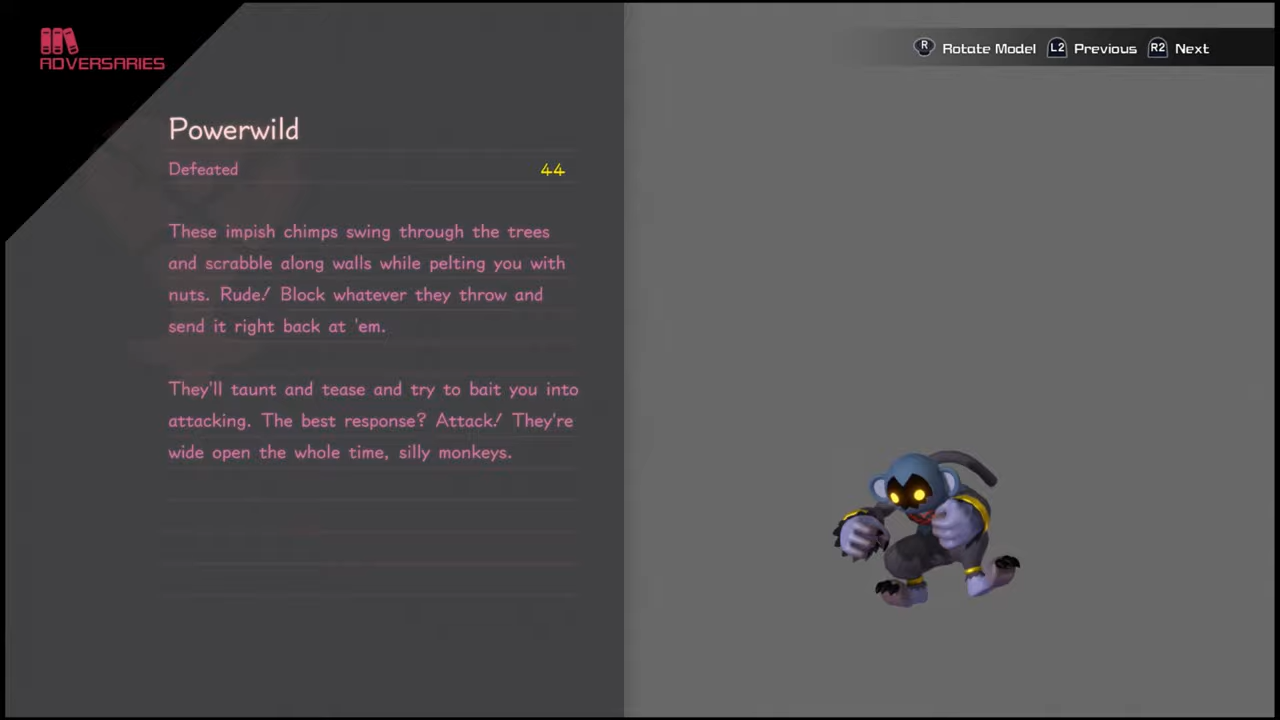 ADVERSARIES
R Rotate Model L2 Previous R2 Next
Powerwild
Defeated 44
These impish chimps swing through the trees
and scrabble along walls while pelting you with
nuts. Rude! Block whatever they throw and
send it right back at 'em.
They'll taunt and tease and try to bait you into
attacking. The best response? Attack! They're
wide open the whole time, silly monkeys.